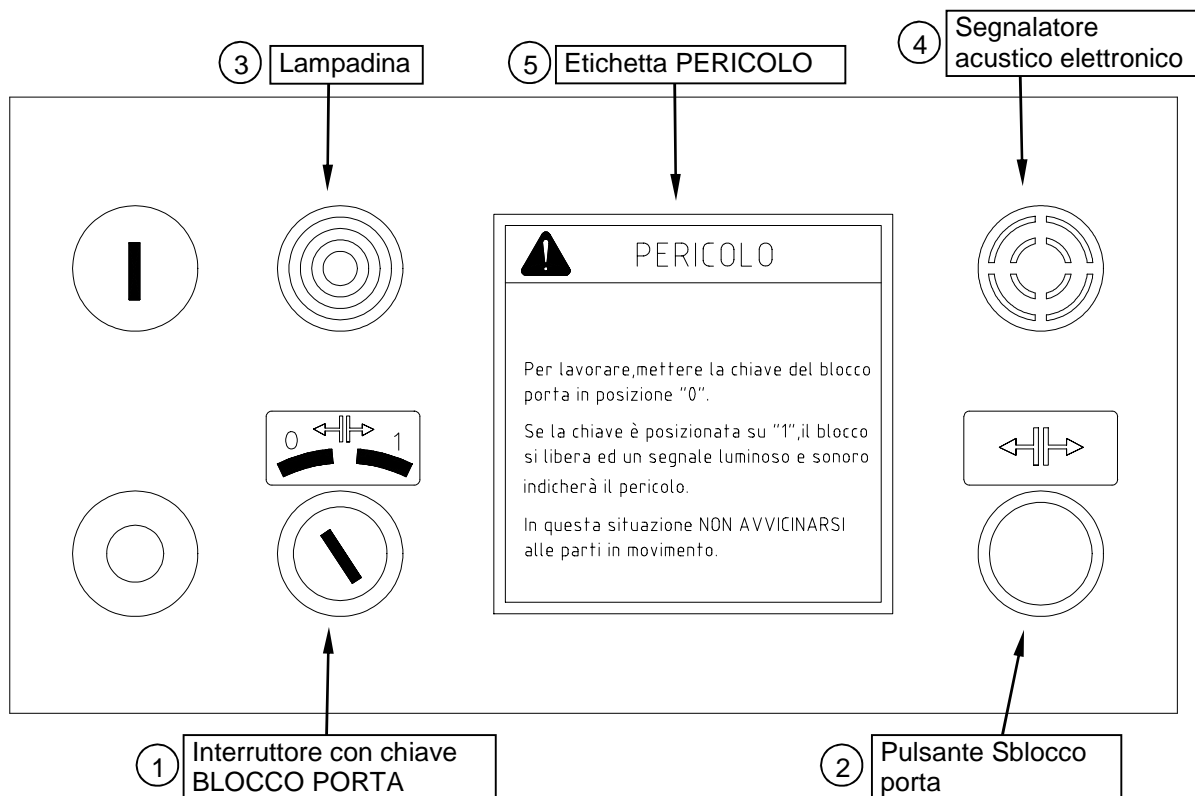 3
Lampadina
5
Etichetta PERICOLO
4
Segnalatore
acustico elettronico
PERICOLO
Per lavorare,mettere la chiave del blocco
porta in posizione "0".
Se la chiave è posizionata su "1",il blocco
si libera ed un segnale luminoso e sonoro
indicherà il pericolo.
In questa situazione NON AVVICINARSI
alle parti in movimento.
0 1
1
Interruttore con chiave
BLOCCO PORTA
2
Pulsante Sblocco
porta